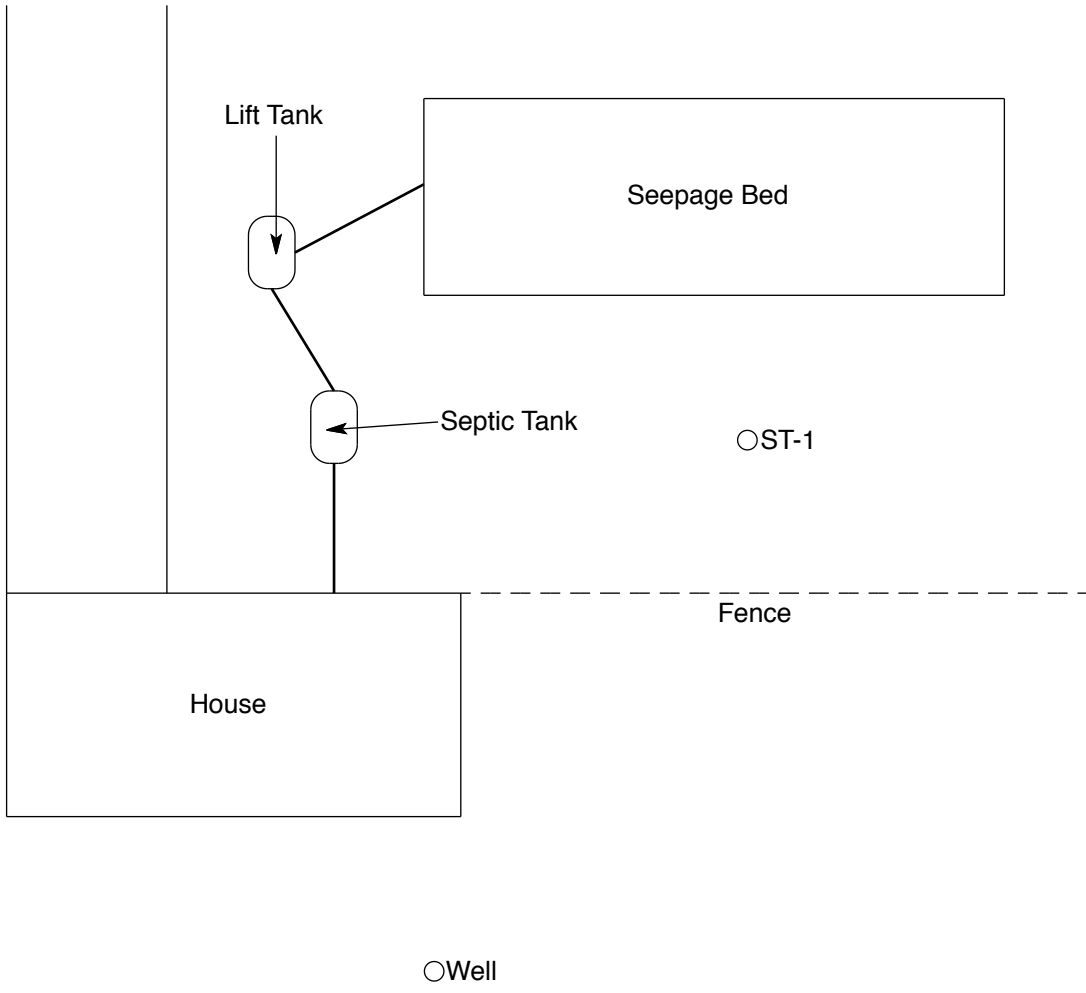 Lift Tank
Seepage Bed
Septic Tank
ST-1
Fence
House
Well